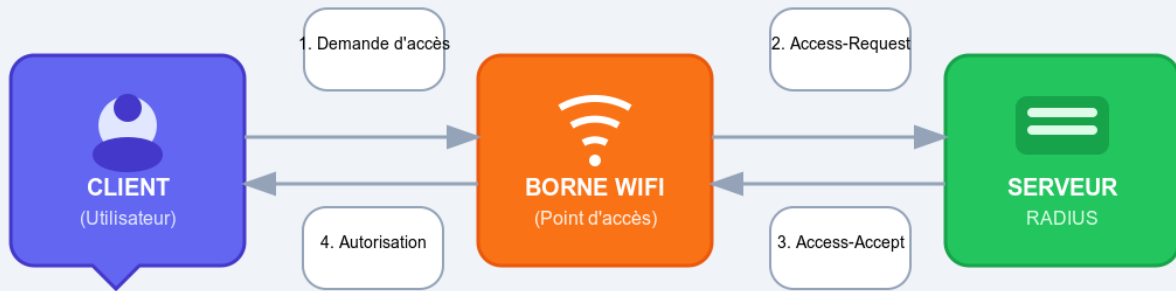 1. Demande d'accès
2. Access-Request
CLIENT
(Utilisateur)
BORNE WIFI
(Point d'accès)
SERVEUR
RADIUS
4. Autorisation
3. Access-Accept